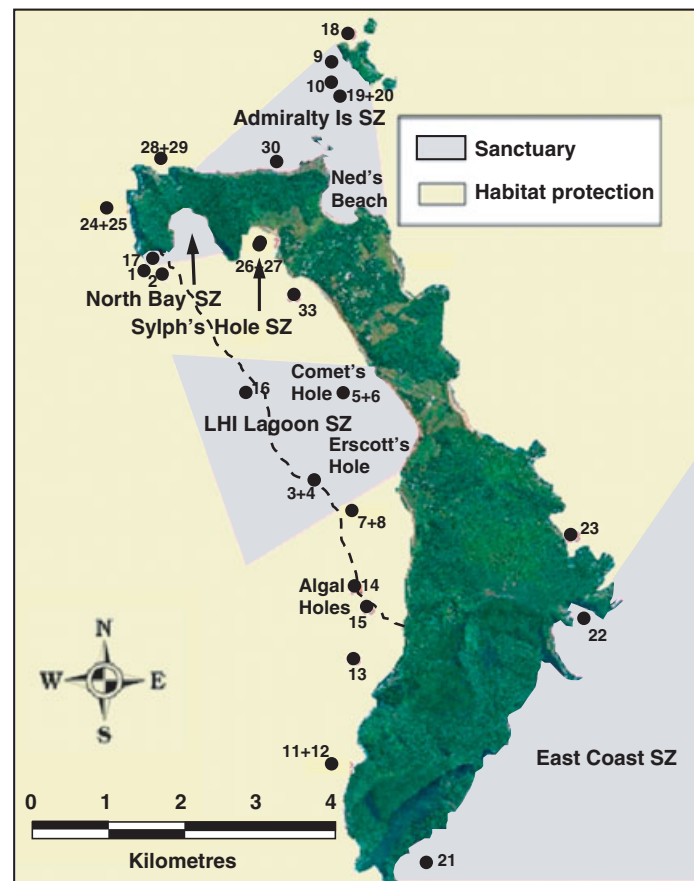 18
9
10
19+20
Admiralty Is SZ
Sanctuary
Habitat protection
28+29
30
Ned's
Beach
24+25
17
1
2
26+27
North Bay SZ
33
Sylph's Hole SZ
Comet's
Hole
16
5+6
LHI Lagoon SZ
Erscott's
Hole
3+4
7+8
23
Algal
Holes
14
15
22
N
W
E
S
13
11+12
East Coast SZ
0
1
2
3
4
Kilometres
21